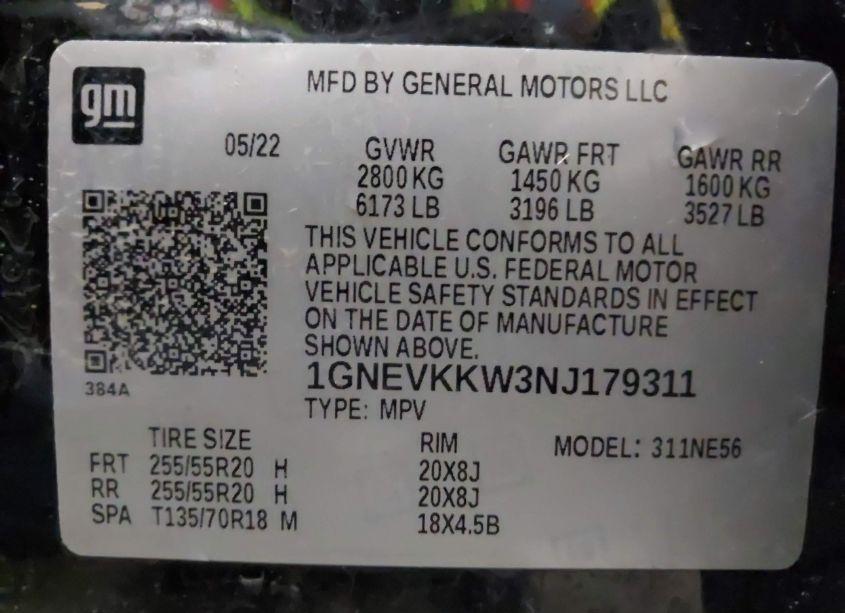 gm
MFD BY GENERAL MOTORS LLC
05/22 GVWR GAWR FRT GAWR RR
2800 KG 1450 KG 1600 KG
6173 LB 3196 LB 3527 LB
THIS VEHICLE CONFORMS TO ALL
APPLICABLE U.S. FEDERAL MOTOR
VEHICLE SAFETY STANDARDS IN EFFECT
ON THE DATE OF MANUFACTURE
SHOWN ABOVE.
384A
1GNEVKKW3NJ179311
TYPE: MPV
TIRE SIZE RIM MODEL: 311NE56
FRT 255/55R20 H 20X8J
RR 255/55R20 H 20X8J
SPA T135/70R18 M 18X4.5B